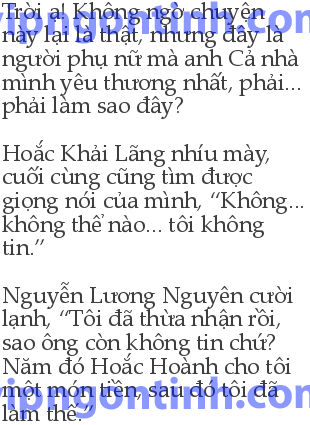 Trời ạ! Không ngờ chuyện
này lại là thật, nhưng đây là
người phụ nữ mà anh Cả nhà
mình yêu thương nhất, phải...
phải làm sao đây?
Hoắc Khải Lãng nhíu mày,
cuối cùng cũng tìm được
giọng nói của mình, “Không...
không thể nào... tôi không
tin.”
Nguyễn Lương Nguyên cười
lạnh, “Tôi đã thừa nhận rồi,
sao ông còn không tin chứ?
Năm đó Hoắc Hoành cho tôi
một món tiền, sau đó tôi đã
làm thế.”
ipngontinh.com
ipngontinh.com